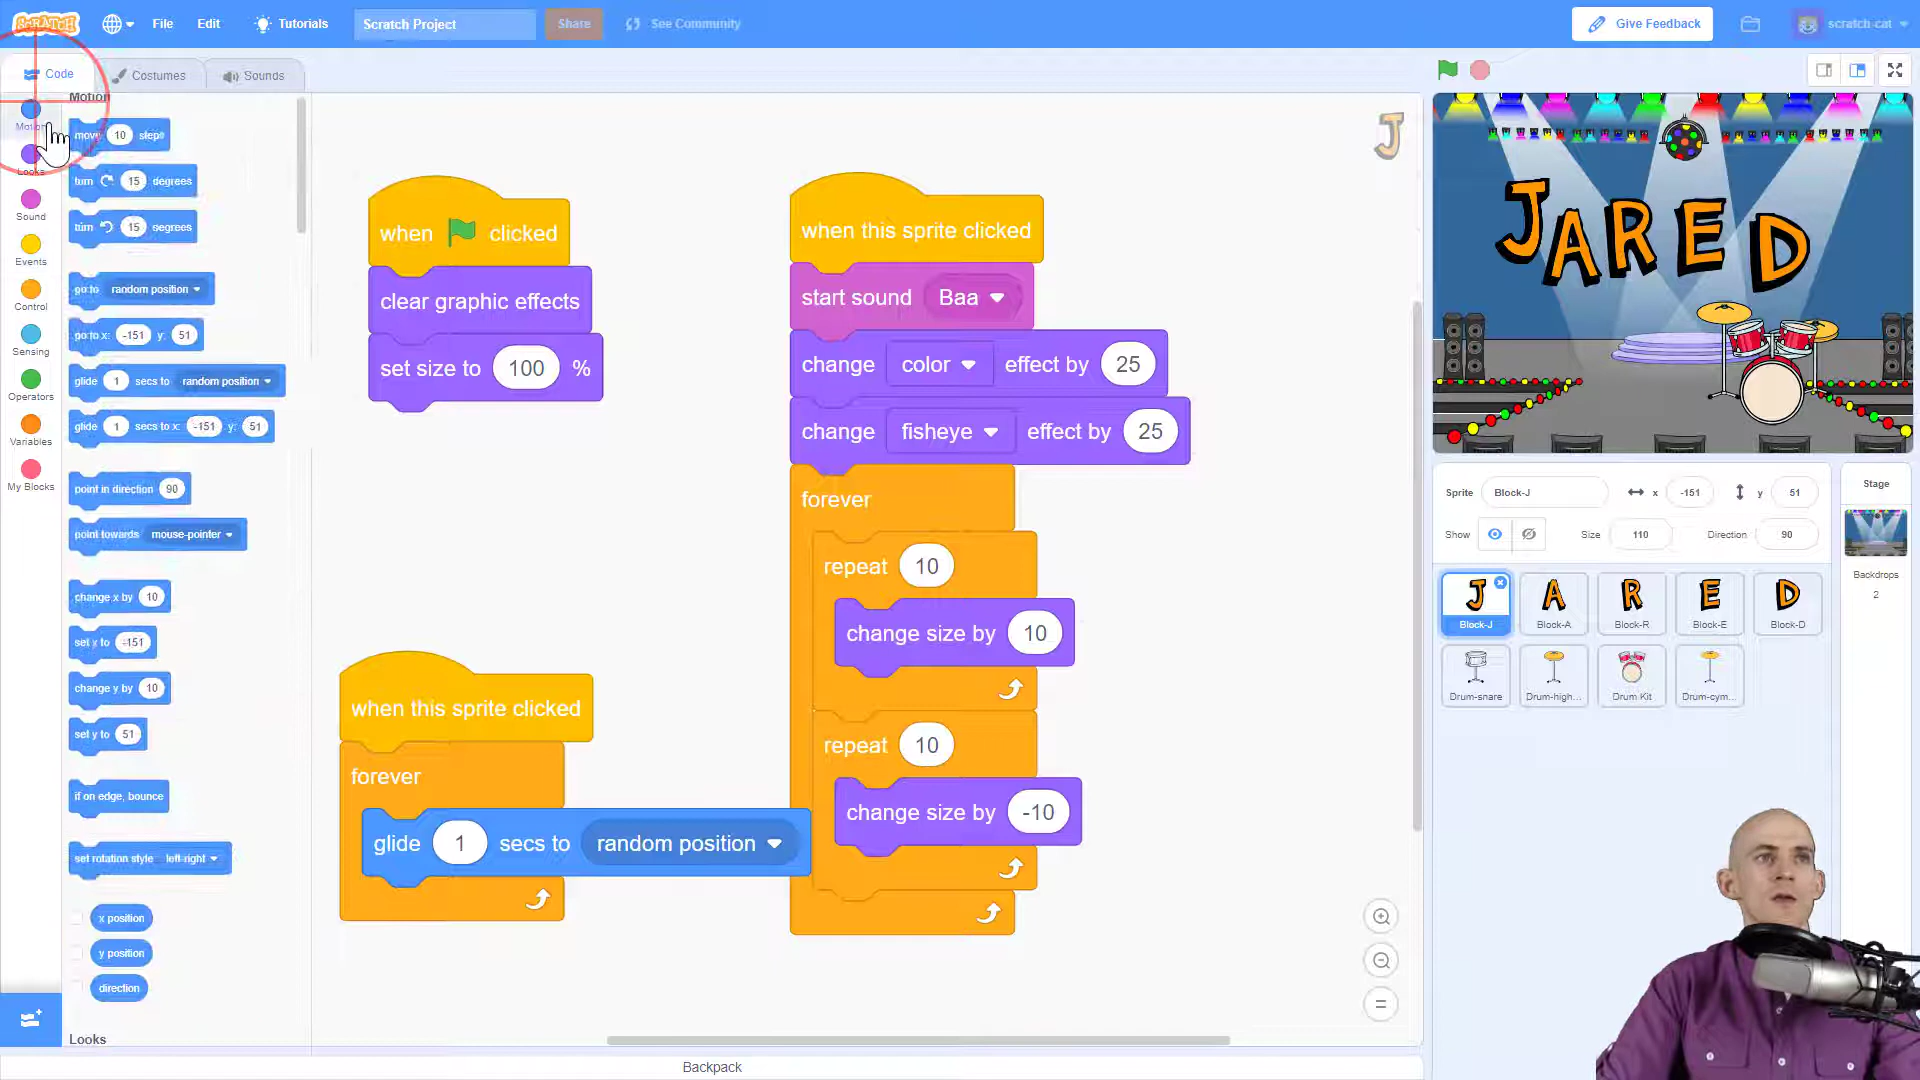 SCRATCH File Edit Tutorials Scratch Project Share See Community Give Feedback scratch-cat
Code Costumes Sounds
Motion
Looks
Sound
Events
Control
Sensing
Operators
Variables
My Blocks
Motion
move 10 steps
turn 15 degrees
turn 15 degrees
go to random position
go to x: -151 y: 51
glide 1 secs to random position
glide 1 secs to x: -151 y: 51
point in direction 90
point towards mouse-pointer
change x by 10
set x to -151
change y by 10
set y to 51
if on edge, bounce
set rotation style left-right
x position
y position
direction
Looks
when clicked
clear graphic effects
set size to 100 %
when this sprite clicked
forever
glide 1 secs to random position
when this sprite clicked
start sound Baa
change color effect by 25
change fisheye effect by 25
forever
repeat 10
change size by 10
repeat 10
change size by -10
J
=
Backpack
JARED
Sprite Block-J x -151 y 51
Show Size 110 Direction 90
J A R E D
Block-J Block-A Block-R Block-E Block-D
Drum-snare Drum-high... Drum Kit Drum-cym...
Stage
Backdrops
2